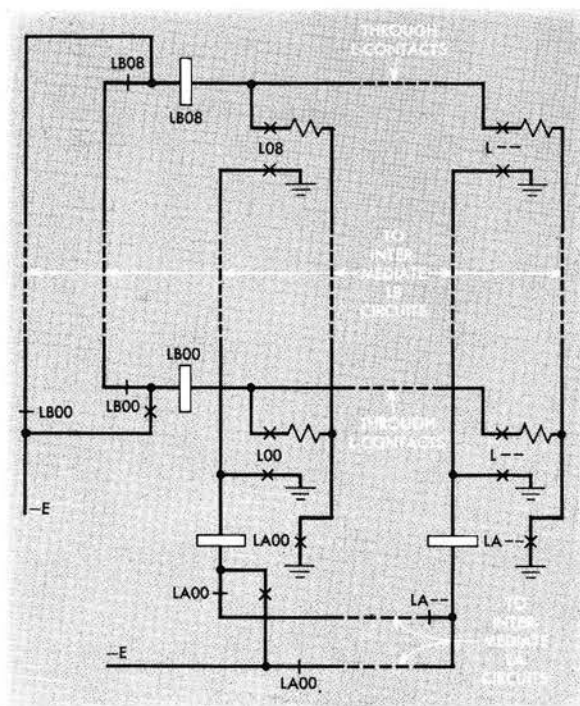 THROUGH
L-CONTACTS
LB08
LB08
L08
L--
TO
INTER-
MEDIATE
LB
CIRCUITS
LB00
LB00
LB00
THROUGH
L-CONTACTS
L00
L--
-E
LA00
LA--
LA00
LA--
TO
INTER-
MEDIATE
LA
CIRCUITS
-E
LA00